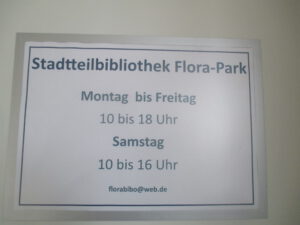 Stadtteilbibliothek Flora-Park
Montag bis Freitag
10 bis 18 Uhr
Samstag
10 bis 16 Uhr
florabibo@web.de